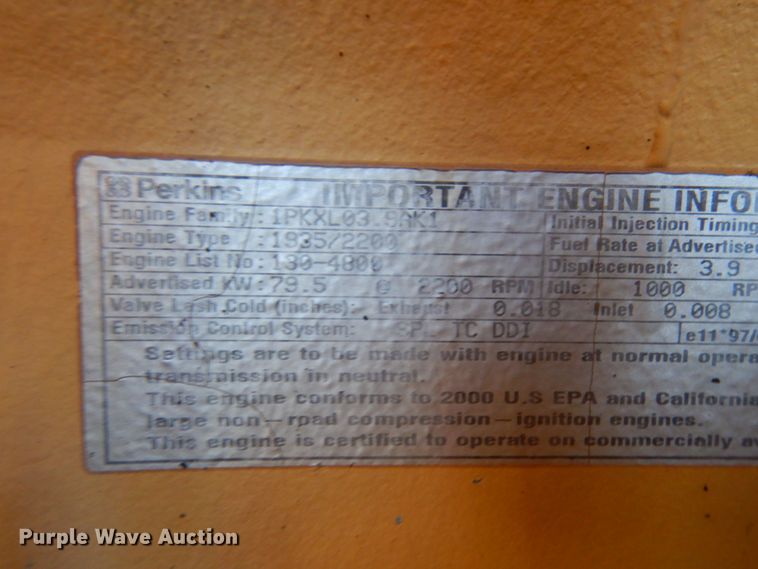 Perkins IMPORTANT ENGINE INFO
Engine Family: 1PKXL03.9AK1 Initial Injection Timing
Engine Type : 1935/2200 Fuel Rate at Advertise
Engine List No: 130-4800 Displacement: 3.9
Advertised KW: 79.5 @ 2200 RPM Idle: 1000 RP
Valve Lash Cold (inches): Exhaust 0.018 Inlet 0.008
Emission Control System: SP TC DDI e11*97/
Settings are to be made with engine at normal opera
transmission in neutral.
This engine conforms to 2000 U.S EPA and California
large non-road compression-ignition engines.
This engine is certified to operate on commercially av
Purple Wave Auction